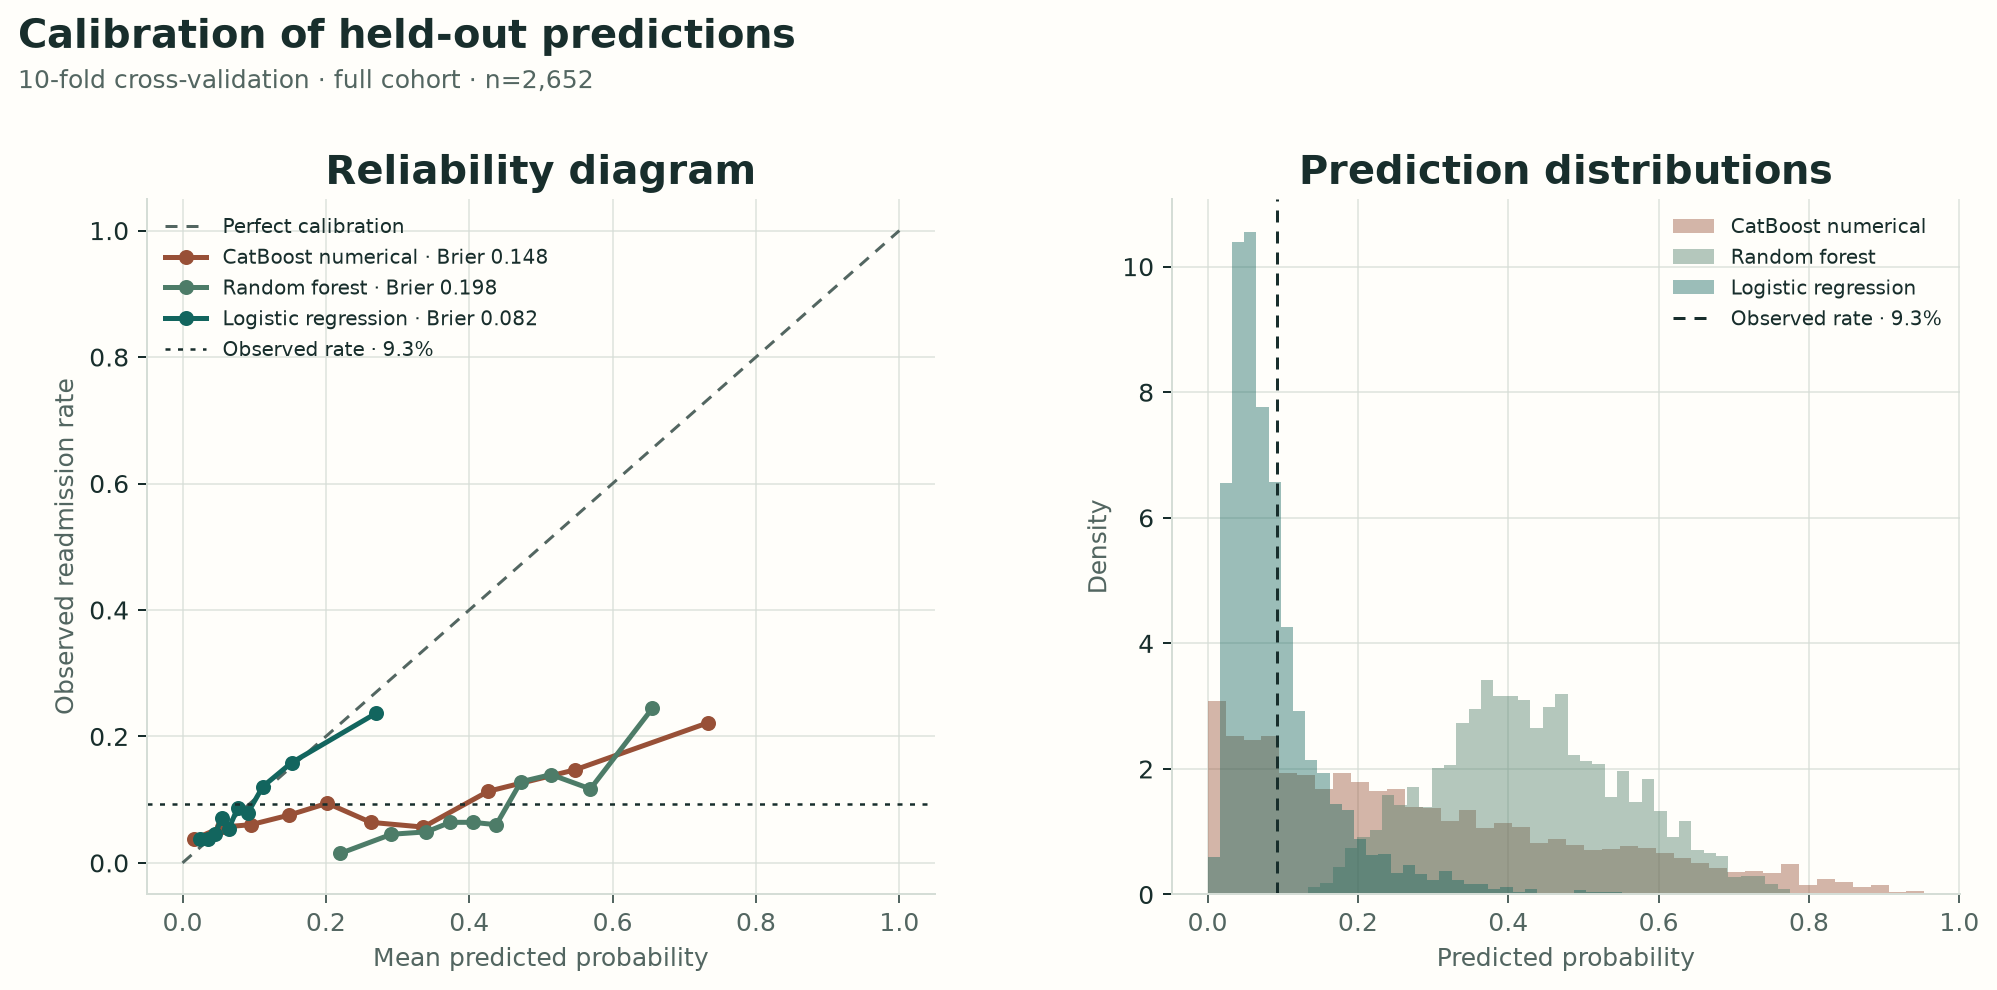 Calibration of held-out predictions
10-fold cross-validation · full cohort · n=2,652
Reliability diagram
Perfect calibration
CatBoost numerical · Brier 0.148
Random forest · Brier 0.198
Logistic regression · Brier 0.082
Observed rate · 9.3%
Observed readmission rate
1.0
0.8
0.6
0.4
0.2
0.0
0.0 0.2 0.4 0.6 0.8 1.0
Mean predicted probability
Prediction distributions
CatBoost numerical
Random forest
Logistic regression
Observed rate · 9.3%
Density
10
8
6
4
2
0
0.0 0.2 0.4 0.6 0.8 1.0
Predicted probability